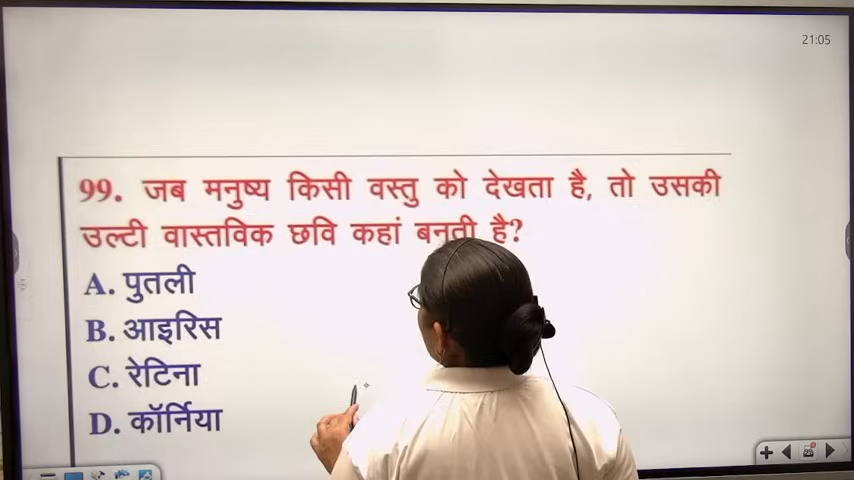 21:05
99. जब मनुष्य किसी वस्तु को देखता है, तो उसकी
उल्टी वास्तविक छवि कहां बनती है?
A. पुतली
B. आइरिस
C. रेटिना
D. कॉर्निया